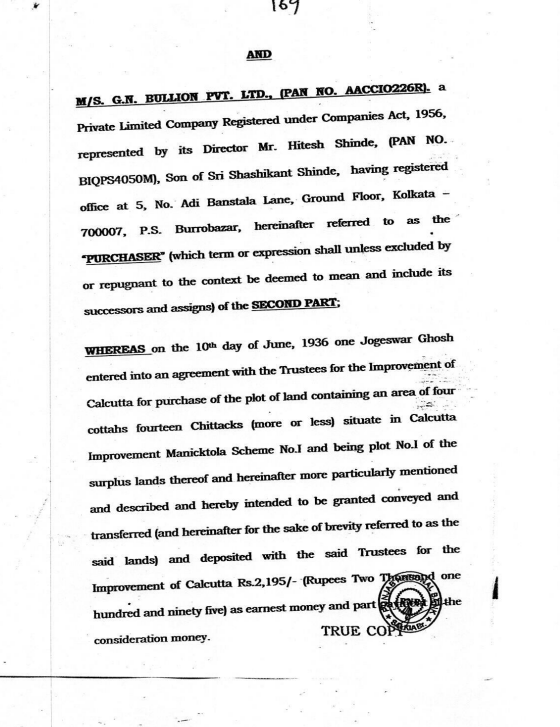 169
AND
M/S. G.N. BULLION PVT. LTD., (PAN NO. AACCI0226R). a
Private Limited Company Registered under Companies Act, 1956,
represented by its Director Mr. Hitesh Shinde, (PAN NO.
BIQPS4050M), Son of Sri Shashikant Shinde, having registered
office at 5, No. Adi Banstala Lane, Ground Floor, Kolkata –
700007, P.S. Burrobazar, hereinafter referred to as the
"PURCHASER" (which term or expression shall unless excluded by
or repugnant to the context be deemed to mean and include its
successors and assigns) of the SECOND PART;
WHEREAS on the 10th day of June, 1936 one Jogeswar Ghosh
entered into an agreement with the Trustees for the Improvement of
Calcutta for purchase of the plot of land containing an area of four
cottahs fourteen Chittacks (more or less) situate in Calcutta
Improvement Manicktola Scheme No.I and being plot No.1 of the
surplus lands thereof and hereinafter more particularly mentioned
and described and hereby intended to be granted conveyed and
transferred (and hereinafter for the sake of brevity referred to as the
said lands) and deposited with the said Trustees for the
Improvement of Calcutta Rs.2,195/- (Rupees Two Thousand one
hundred and ninety five) as earnest money and part the
consideration money.
TRUE COPY
PUNJAB NATIONAL BANK